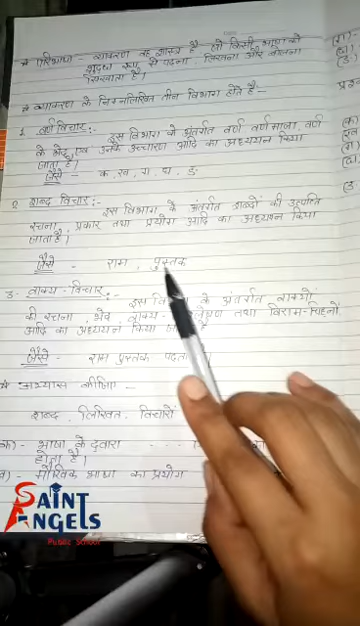 * परिभाषा - व्याकरण वह शास्त्र है जो किसी भाषा को
शुद्ध रूप से पढ़ना, लिखना और बोलना
सिखाता है।
* व्याकरण के निम्नलिखित तीन विभाग होते हैं:-
1. वर्ण विचार:-
इस विभाग के अंतर्गत वर्ण वर्णमाला, वर्ण
के भेद एवं उनके उच्चारण आदि का अध्ययन किया
जाता है।
जैसे - क, ख, ग, घ, ङ
2. शब्द विचार:-
इस विभाग के अंतर्गत शब्दों की उत्पत्ति
रचना, प्रकार तथा प्रयोग आदि का अध्ययन किया
जाता है।
जैसे - राम, पुस्तक
3. वाक्य-विचार:-
इस के अंतर्गत वाक्यों
की रचना, भेद, वाक्य- तथा विराम-चिह्नों
आदि का अध्ययन किया है
जैसे - राम पुस्तक पढ़ता
* अभ्यास कीजिए -
शब्द, लिखित, विचारों
क) - भाषा के द्वारा ....
होता है।
ख) - मौखिक भाषा का प्रयोग
SAINT
ANGELS
Public School
(ग)-
(घ)
(ङ)
प्रश्न
(क)
(ख)
(ग)
(घ)
(ङ)